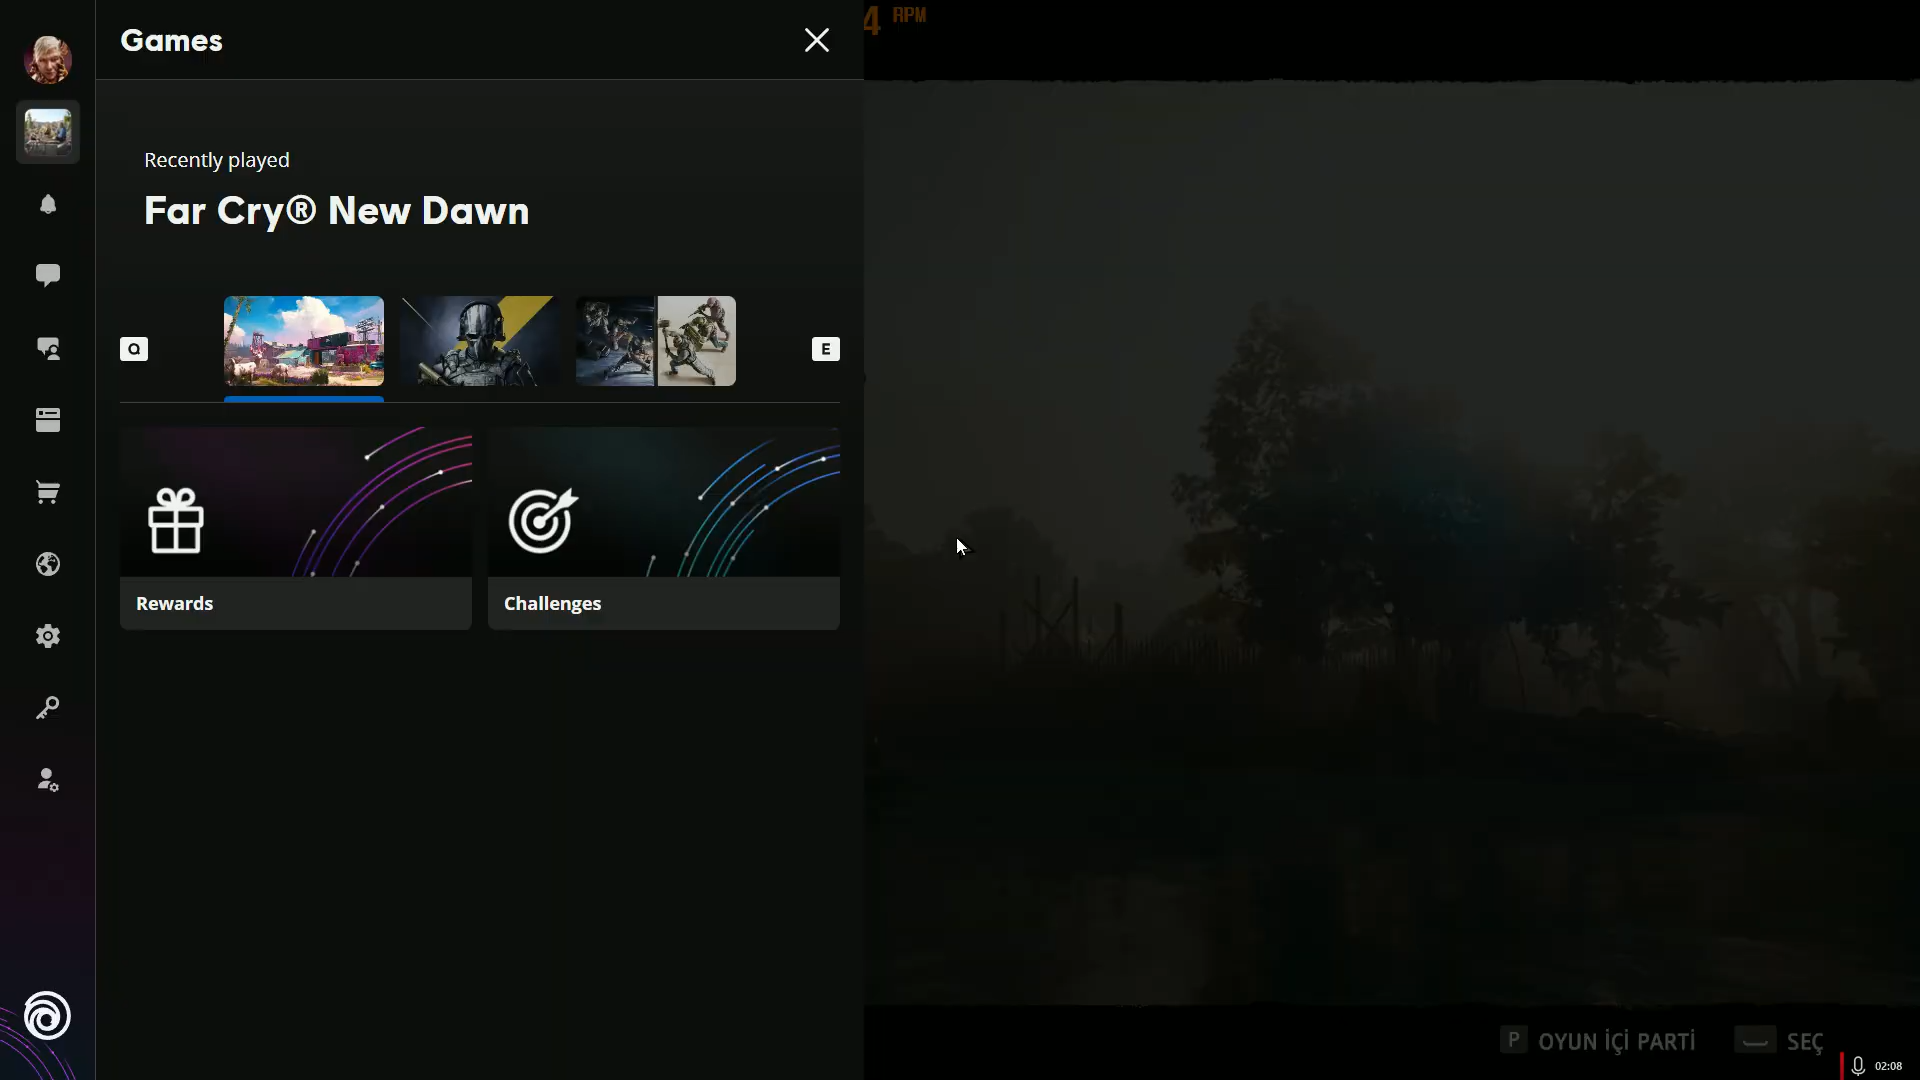 Games
4 RPM
Recently played
Far Cry® New Dawn
Q
E
Rewards
Challenges
P OYUN İÇİ PARTİ
SEÇ
02:08